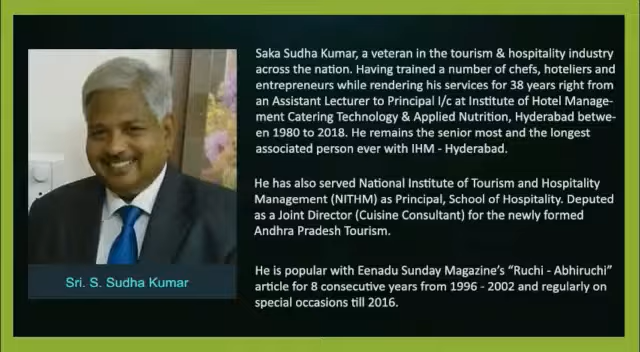 Saka Sudha Kumar, a veteran in the tourism & hospitality industry
across the nation. Having trained a number of chefs, hoteliers and
entrepreneurs while rendering his services for 38 years right from
an Assistant Lecturer to Principal I/c at Institute of Hotel Manage-
ment Catering Technology & Applied Nutrition, Hyderabad betwe-
en 1980 to 2018. He remains the senior most and the longest
associated person ever with IHM - Hyderabad.
He has also served National Institute of Tourism and Hospitality
Management (NITHM) as Principal, School of Hospitality. Deputed
as a Joint Director (Cuisine Consultant) for the newly formed
Andhra Pradesh Tourism.
He is popular with Eenadu Sunday Magazine's "Ruchi - Abhiruchi"
article for 8 consecutive years from 1996 - 2002 and regularly on
special occasions till 2016.
Sri. S. Sudha Kumar